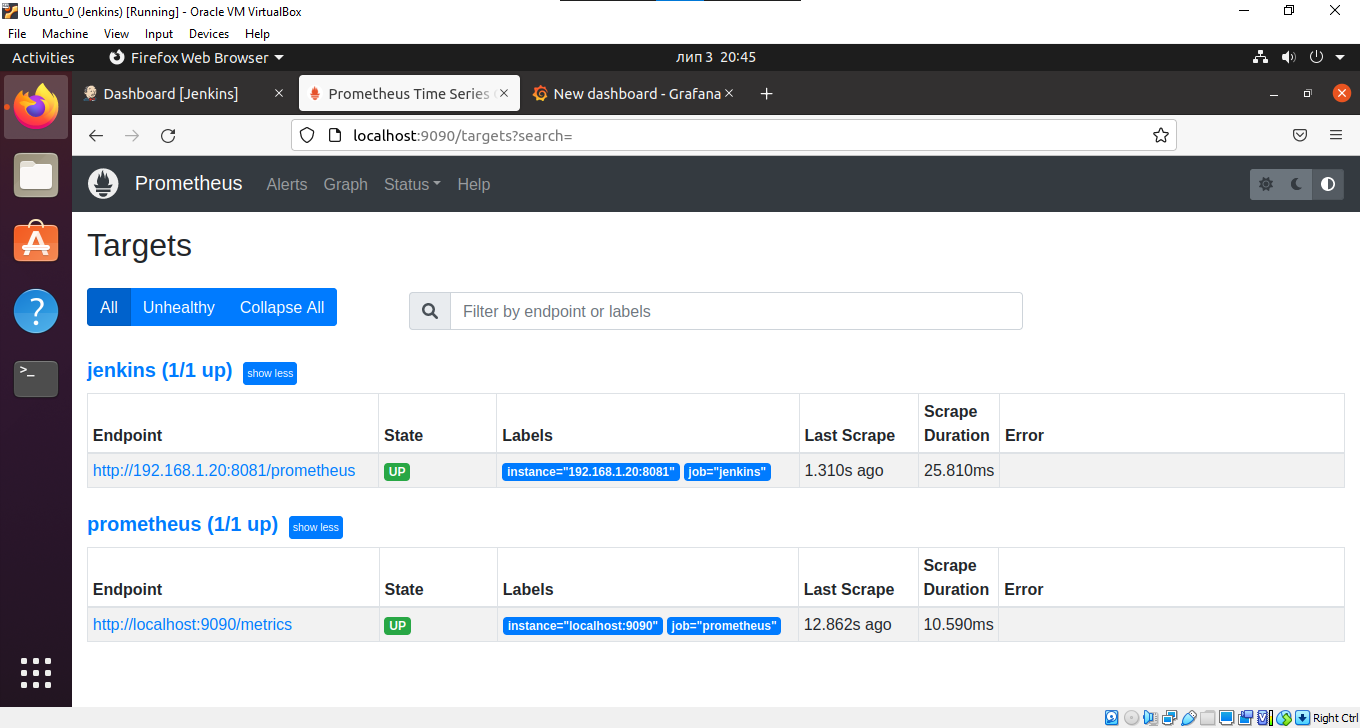 Ubuntu_0 (Jenkins) [Running] - Oracle VM VirtualBox
File Machine View Input Devices Help
Activities Firefox Web Browser лип 3 20:45
Dashboard [Jenkins] Prometheus Time Series New dashboard - Grafana
localhost:9090/targets?search=
Prometheus Alerts Graph Status Help
Targets
All Unhealthy Collapse All Filter by endpoint or labels
jenkins (1/1 up) show less
Endpoint State Labels Last Scrape Scrape Duration Error
http://192.168.1.20:8081/prometheus UP instance="192.168.1.20:8081" job="jenkins" 1.310s ago 25.810ms
prometheus (1/1 up) show less
Endpoint State Labels Last Scrape Scrape Duration Error
http://localhost:9090/metrics UP instance="localhost:9090" job="prometheus" 12.862s ago 10.590ms
Right Ctrl